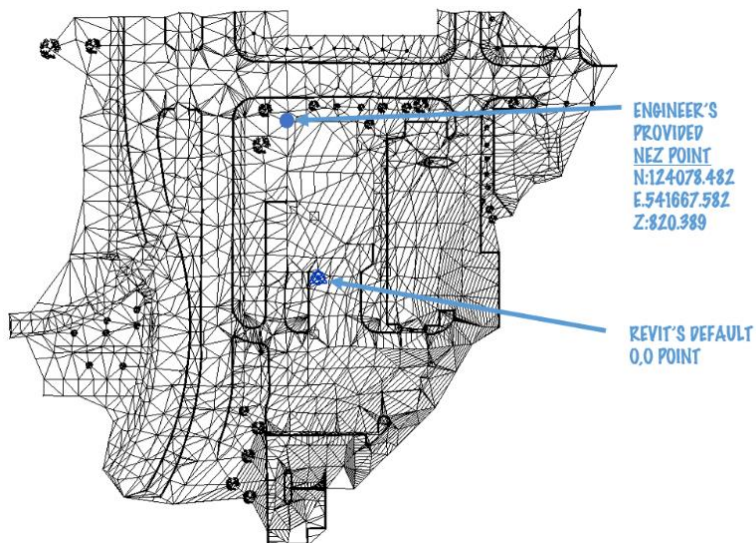 ENGINEER'S
PROVIDED
NEZ POINT
N:124078.482
E.541667.582
Z:820.389
REVIT'S DEFAULT
0,0 POINT